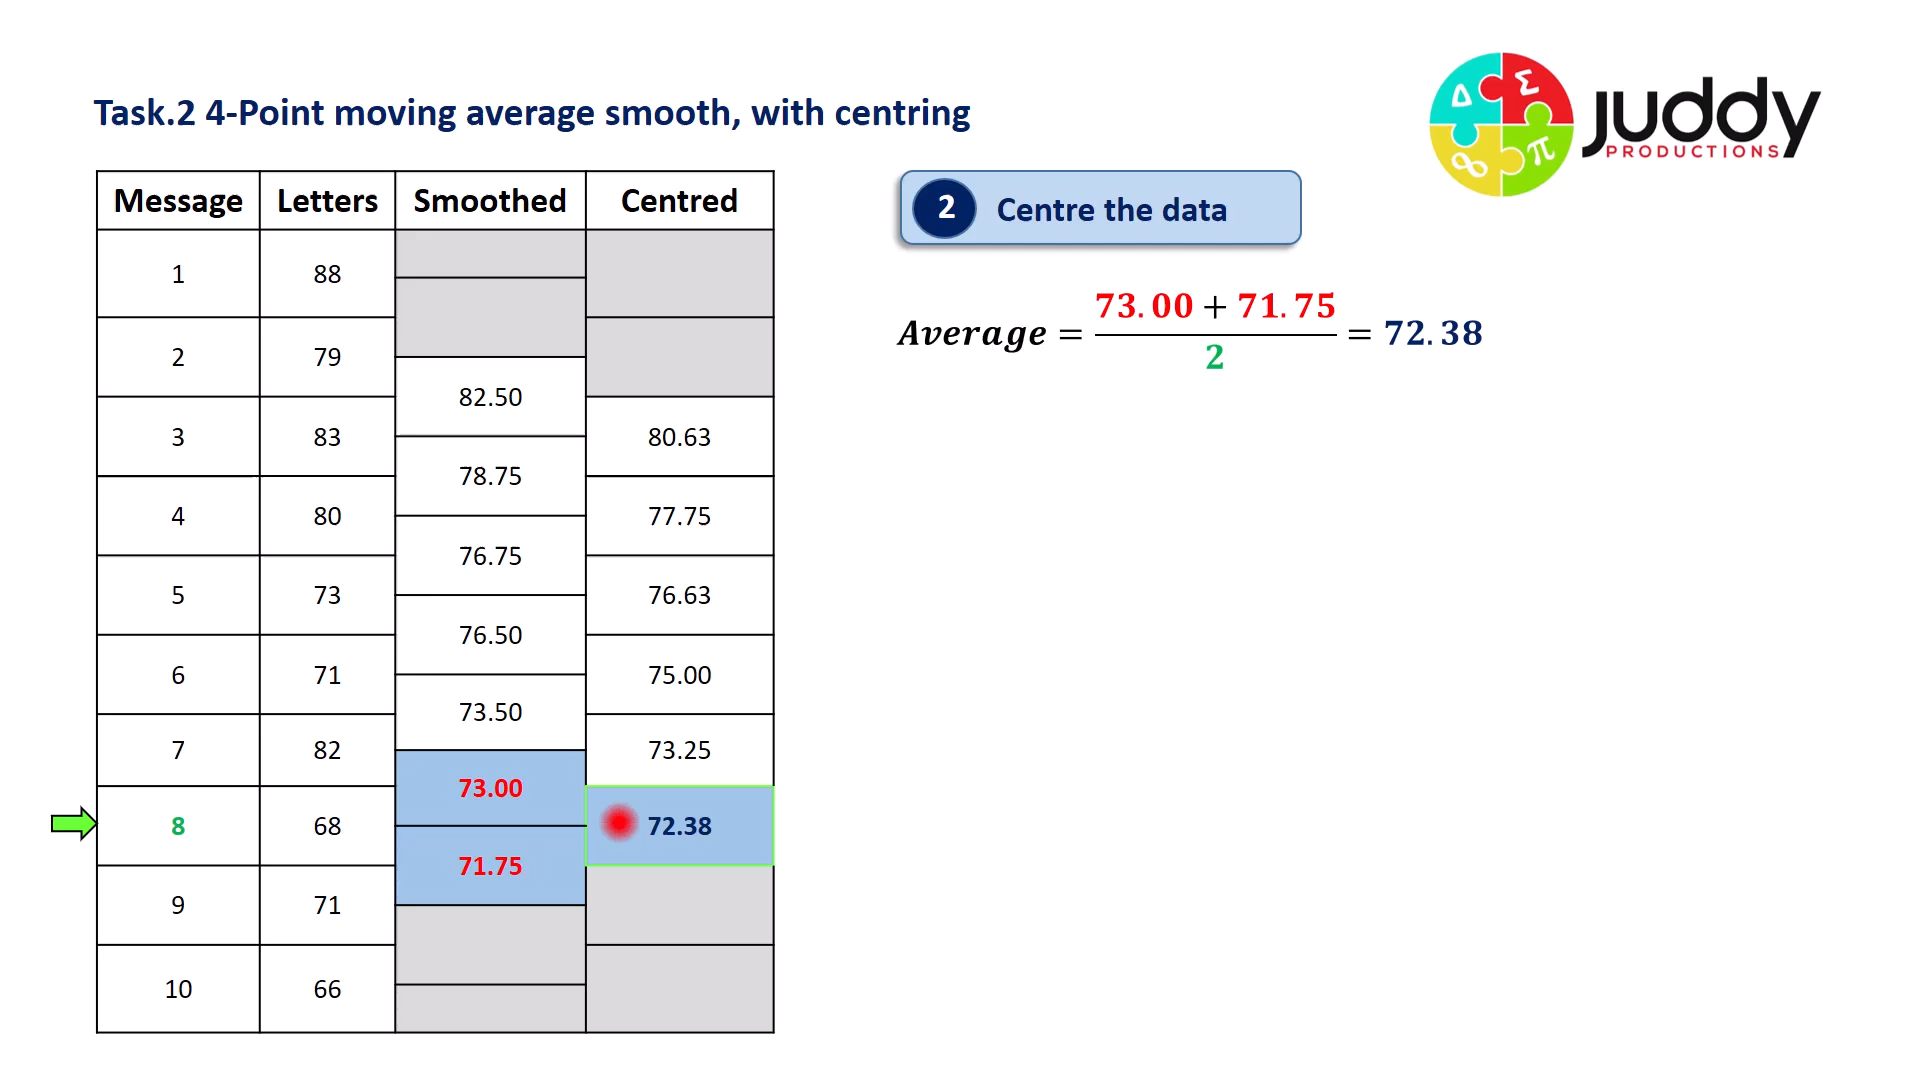 Task.2 4-Point moving average smooth, with centring
Δ Σ
∞ π
juddy
PRODUCTIONS
Message Letters Smoothed Centred
1 88
2 79
82.50
3 83 80.63
78.75
4 80 77.75
76.75
5 73 76.63
76.50
6 71 75.00
73.50
7 82 73.25
73.00
8 68 72.38
71.75
9 71
10 66
2 Centre the data
Average = (73.00 + 71.75) / 2 = 72.38